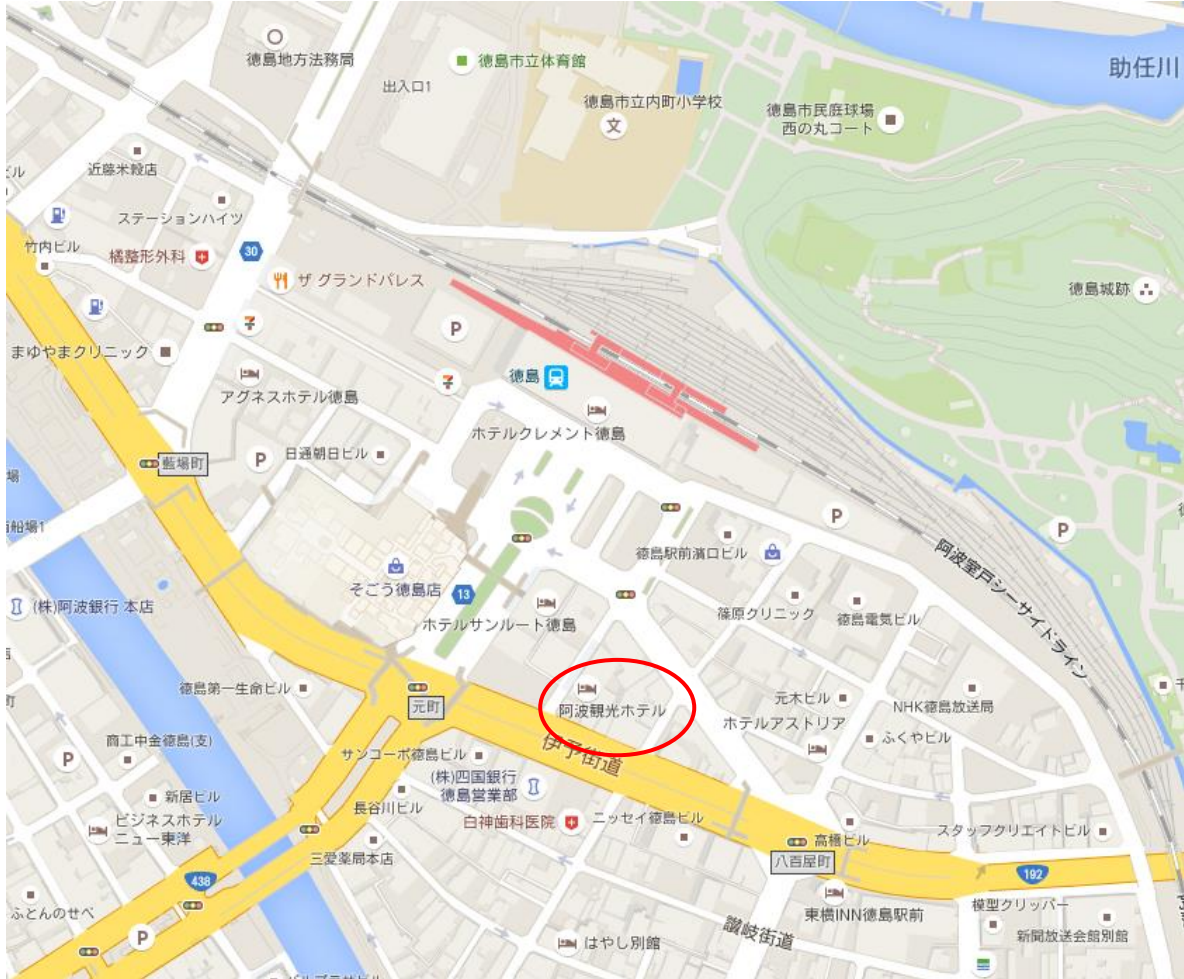 徳島地方法務局
徳島市立体育館
出入口1
徳島市立内町小学校
文
徳島市民庭球場
西の丸コート
助任川
近藤米穀店
ビル
ステーションハイツ
竹内ビル
橘整形外科
30
ザ グランドパレス
徳島城跡
P
まゆやまクリニック
7
7
徳島
アグネスホテル徳島
ホテルクレメント徳島
日通朝日ビル
P
藍場町
場
船場1
P
P
徳島駅前濱口ビル
阿波室戸シーサイドライン
そごう徳島店
13
(株)阿波銀行 本店
ホテルサンルート徳島
篠原クリニック
徳島電気ビル
徳島第一生命ビル
元町
阿波観光ホテル
元木ビル
NHK徳島放送局
千
町
ホテルアストリア
ふくやビル
商工中金徳島(支)
P
サンコーポ徳島ビル
伊予街道
(株)四国銀行
徳島営業部
新居ビル
長谷川ビル
ビジネスホテル
ニュー東洋
白神歯科医院
ニッセイ徳島ビル
高橋ビル
スタッフクリエイトビル
三愛薬局本店
八百屋町
438
192
ふとんのせべ
東横INN徳島駅前
模型クリッパー
讃岐街道
P
はやし別館
新聞放送会館別館